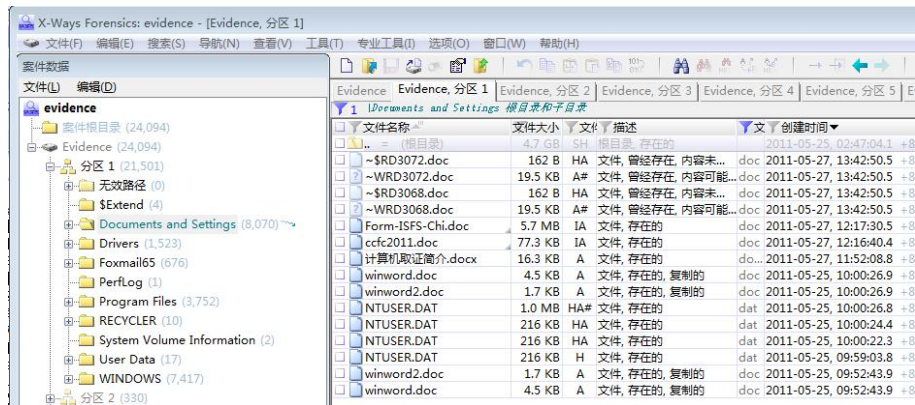 X-Ways Forensics: evidence - [Evidence, 分区 1]
文件(F) 编辑(E) 搜索(S) 导航(N) 查看(V) 工具(T) 专业工具(I) 选项(O) 窗口(W) 帮助(H)
案件数据
文件(L) 编辑(D)
evidence
案件根目录 (24,094)
Evidence (24,094)
分区 1 (21,501)
无效路径 (0)
$Extend (4)
Documents and Settings (8,070)
Drivers (1,523)
Foxmail65 (676)
PerfLog (1)
Program Files (3,752)
RECYCLER (10)
System Volume Information (2)
User Data (17)
WINDOWS (7,417)
分区 2 (330)
Evidence Evidence, 分区 1 Evidence, 分区 2 Evidence, 分区 3 Evidence, 分区 4 Evidence, 分区 5 E
1 \Documents and Settings 根目录和子目录
文件名称 文件大小 文件 描述 文 创建时间
.. = (根目录) 4.7 GB SH 根目录, 存在的 2011-05-25, 02:47:04.1 +8
~$RD3072.doc 162 B HA 文件, 曾经存在, 内容未... doc 2011-05-27, 13:42:50.5 +8
~WRD3072.doc 19.5 KB A# 文件, 曾经存在, 内容可能... doc 2011-05-27, 13:42:50.5 +8
~$RD3068.doc 162 B HA 文件, 曾经存在, 内容未... doc 2011-05-27, 13:42:50.5 +8
~WRD3068.doc 19.5 KB A# 文件, 曾经存在, 内容可能... doc 2011-05-27, 13:42:50.5 +8
Form-ISFS-Chi.doc 5.7 MB IA 文件, 存在的 doc 2011-05-27, 12:17:30.5 +8
ccfc2011.doc 77.3 KB IA 文件, 存在的 doc 2011-05-27, 12:16:40.4 +8
计算机取证简介.docx 16.3 KB A 文件, 存在的 do... 2011-05-27, 11:52:08.8 +8
winword.doc 4.5 KB A 文件, 存在的, 复制的 doc 2011-05-25, 10:00:26.9 +8
winword2.doc 1.7 KB A 文件, 存在的, 复制的 doc 2011-05-25, 10:00:26.9 +8
NTUSER.DAT 1.0 MB HA# 文件, 存在的 dat 2011-05-25, 10:00:26.8 +8
NTUSER.DAT 216 KB HA 文件, 存在的 dat 2011-05-25, 10:00:24.4 +8
NTUSER.DAT 216 KB HA 文件, 存在的 dat 2011-05-25, 10:00:22.3 +8
NTUSER.DAT 216 KB H 文件, 存在的 dat 2011-05-25, 09:59:03.8 +8
winword2.doc 1.7 KB A 文件, 存在的, 复制的 doc 2011-05-25, 09:52:43.9 +8
winword.doc 4.5 KB A 文件, 存在的, 复制的 doc 2011-05-25, 09:52:43.9 +8